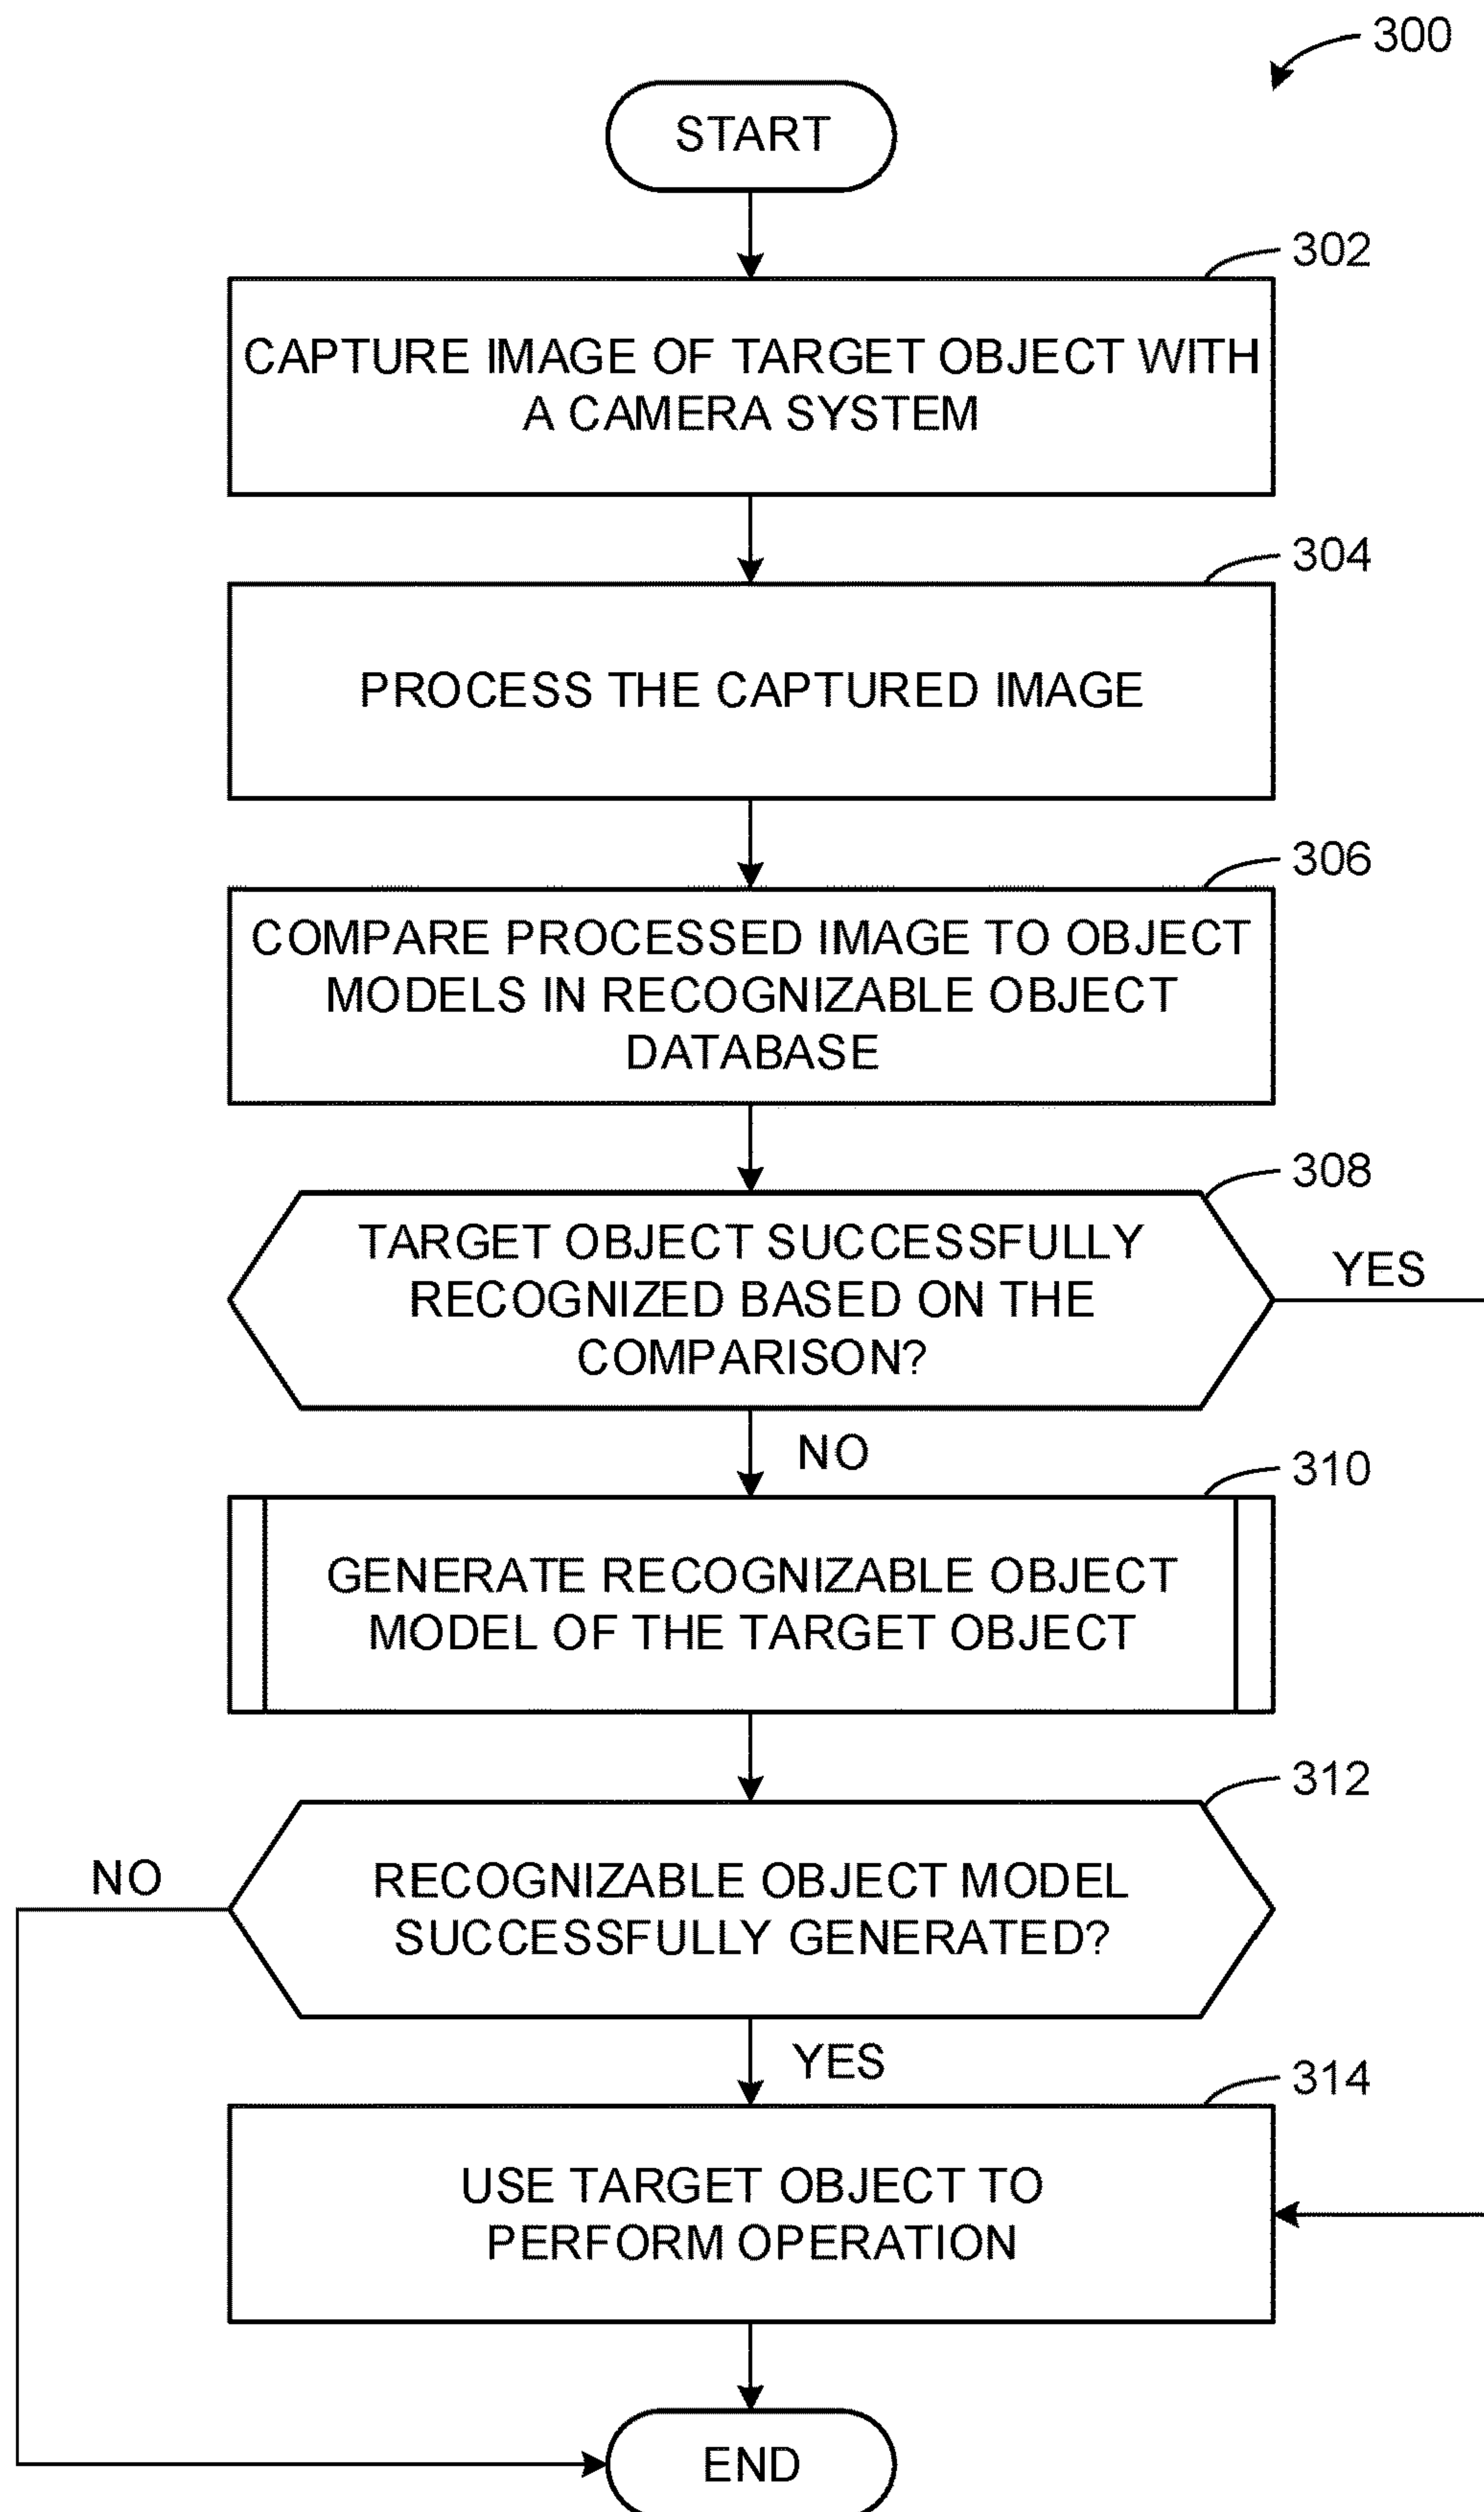 300
START
302
CAPTURE IMAGE OF TARGET OBJECT WITH
A CAMERA SYSTEM
304
PROCESS THE CAPTURED IMAGE
306
COMPARE PROCESSED IMAGE TO OBJECT
MODELS IN RECOGNIZABLE OBJECT
DATABASE
308
TARGET OBJECT SUCCESSFULLY
RECOGNIZED BASED ON THE
COMPARISON?
YES
NO
310
GENERATE RECOGNIZABLE OBJECT
MODEL OF THE TARGET OBJECT
312
NO
RECOGNIZABLE OBJECT MODEL
SUCCESSFULLY GENERATED?
YES
314
USE TARGET OBJECT TO
PERFORM OPERATION
END